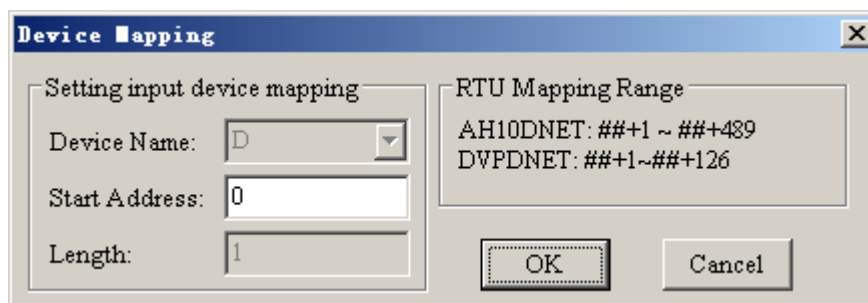 Device Mapping
Setting input device mapping
Device Name: D
Start Address: 0
Length: 1
RTU Mapping Range
AH10DNET: ##+1 ~ ##+489
DVPDNET: ##+1~##+126
OK
Cancel